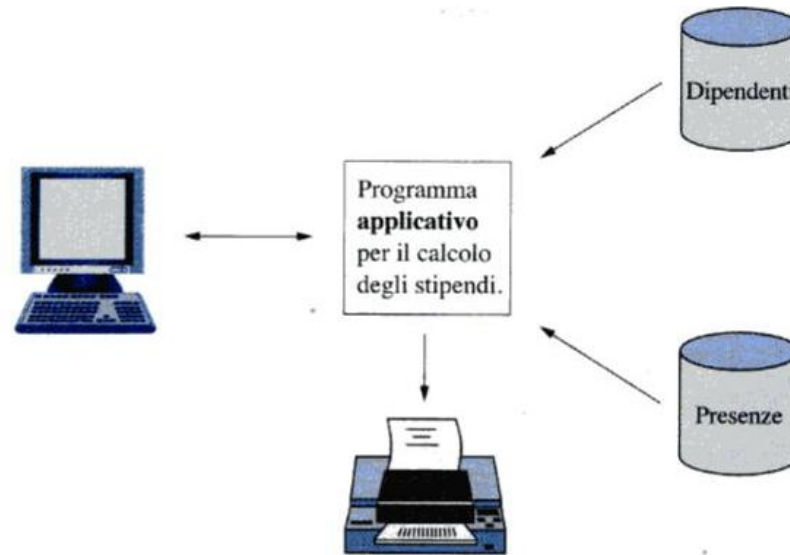 Dipendenti
Programma
applicativo
per il calcolo
degli stipendi.
Presenze